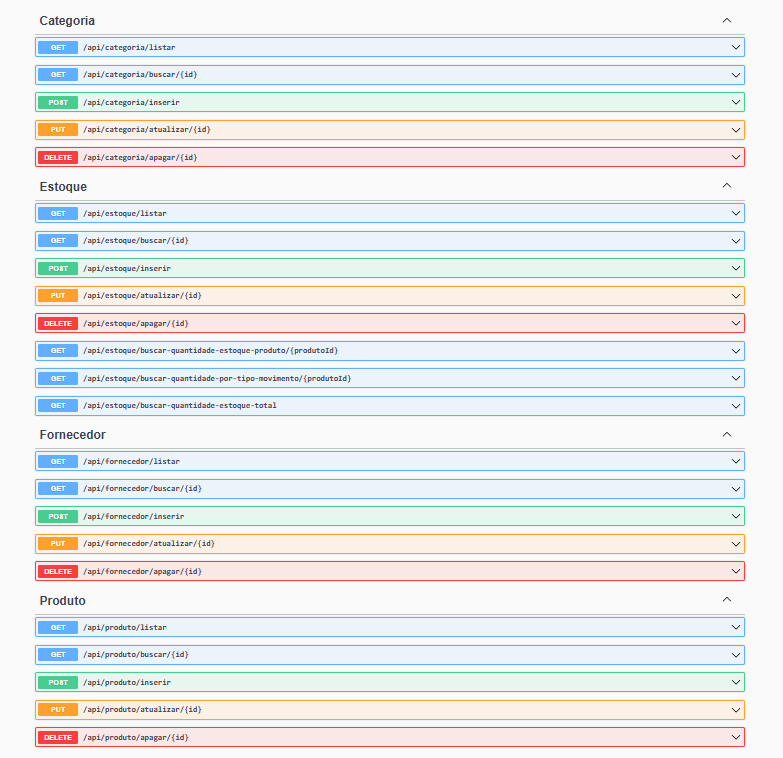 Categoria
GET /api/categoria/listar
GET /api/categoria/buscar/{id}
POST /api/categoria/inserir
PUT /api/categoria/atualizar/{id}
DELETE /api/categoria/apagar/{id}
Estoque
GET /api/estoque/listar
GET /api/estoque/buscar/{id}
POST /api/estoque/inserir
PUT /api/estoque/atualizar/{id}
DELETE /api/estoque/apagar/{id}
GET /api/estoque/buscar-quantidade-estoque-produto/{produtoId}
GET /api/estoque/buscar-quantidade-por-tipo-movimento/{produtoId}
GET /api/estoque/buscar-quantidade-estoque-total
Fornecedor
GET /api/fornecedor/listar
GET /api/fornecedor/buscar/{id}
POST /api/fornecedor/inserir
PUT /api/fornecedor/atualizar/{id}
DELETE /api/fornecedor/apagar/{id}
Produto
GET /api/produto/listar
GET /api/produto/buscar/{id}
POST /api/produto/inserir
PUT /api/produto/atualizar/{id}
DELETE /api/produto/apagar/{id}